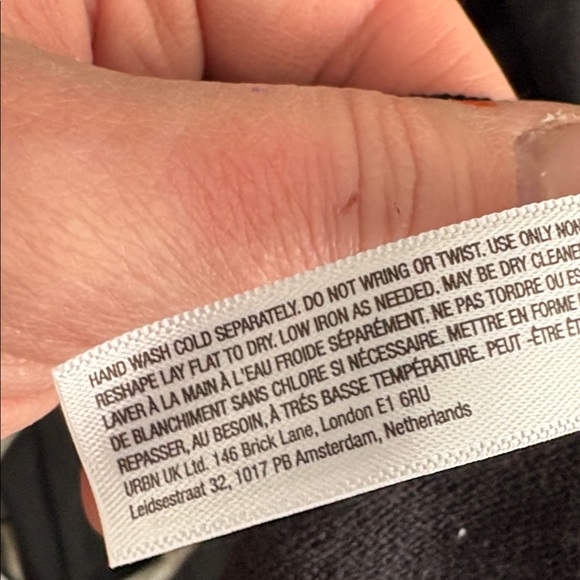 HAND WASH COLD SEPARATELY. DO NOT WRING OR TWIST. USE ONLY
RESHAPE LAY FLAT TO DRY. LOW IRON AS NEEDED. MAY BE DRY
LAVER À LA MAIN À L'EAU FROIDE SÉPARÉMENT. NE PAS TORDRE OU
DE BLANCHIMENT SANS CHLORE SI NÉCESSAIRE. METTRE EN FORME
REPASSER, AU BESOIN, À TRÉS BASSE TEMPÉRATURE. PEUT -ÊTRE
URBN UK Ltd. 146 Brick Lane, London E1 6RU
Leidsestraat 32, 1017 PB Amsterdam, Netherlands